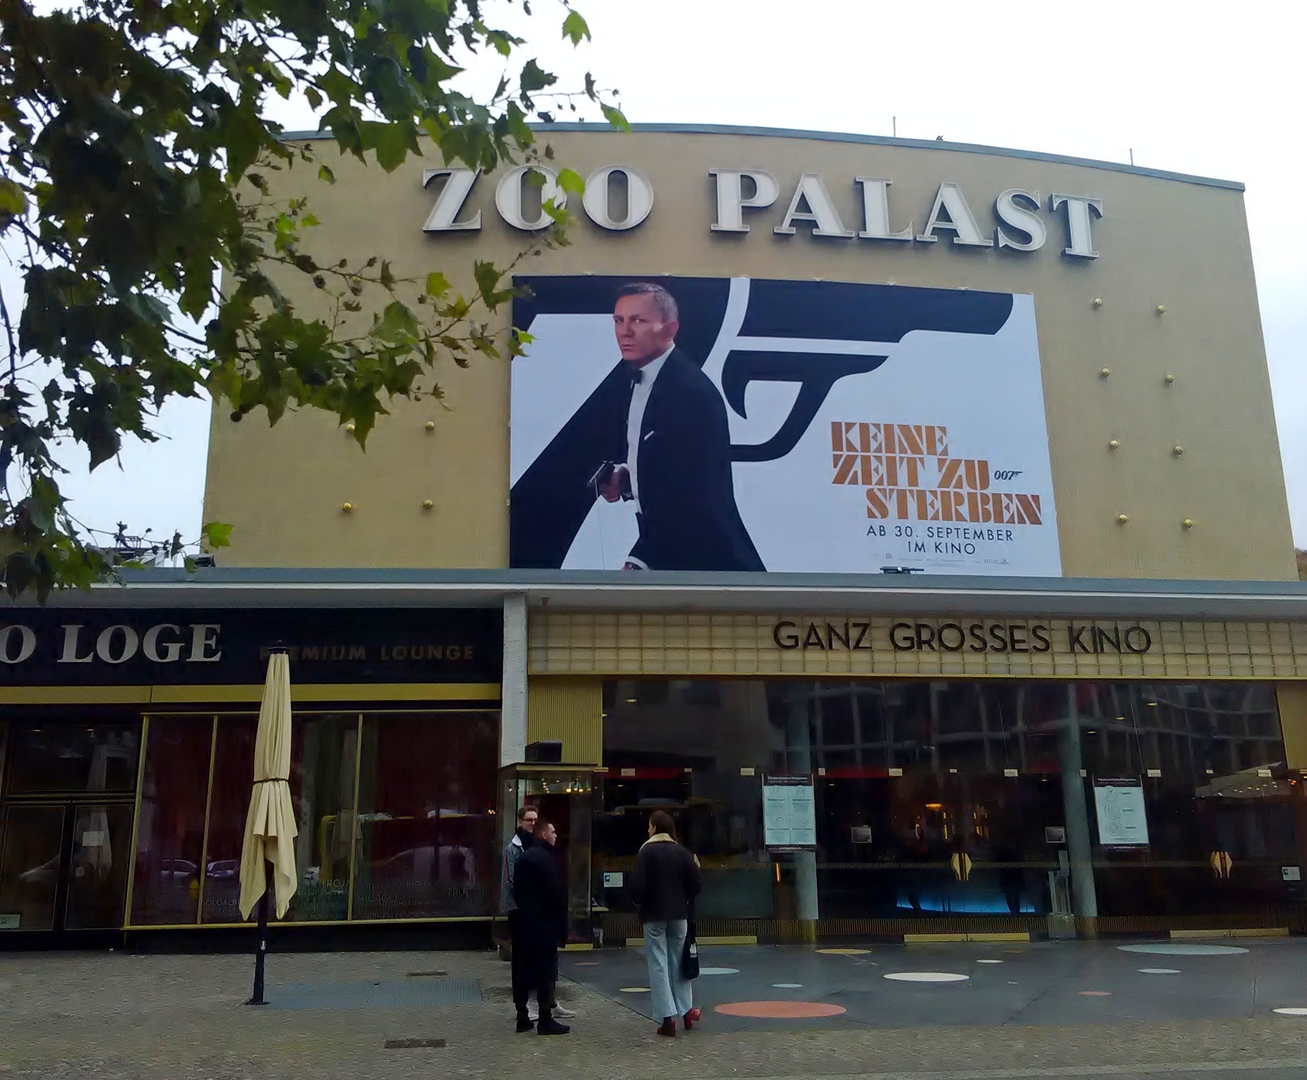 ZOO PALAST
KEINE
ZEIT ZU
007
STERBEN
AB 30. SEPTEMBER
IM KINO
O LOGE
PREMIUM LOUNGE
GANZ GROSSES KINO